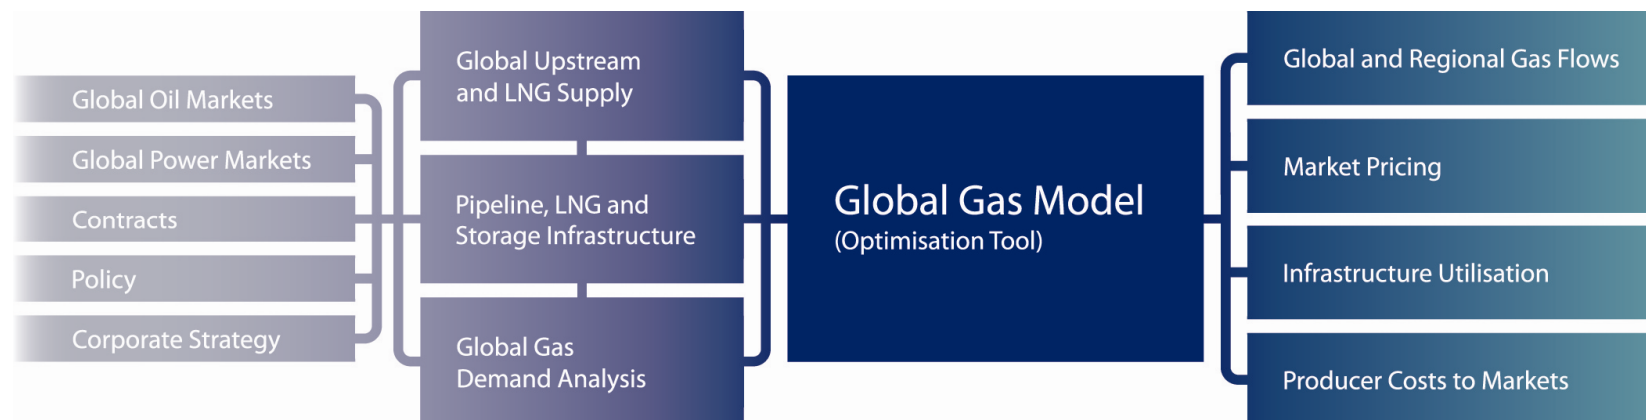 Global Oil Markets
Global Power Markets
Contracts
Policy
Corporate Strategy
Global Upstream
and LNG Supply
Pipeline, LNG and
Storage Infrastructure
Global Gas
Demand Analysis
Global Gas Model
(Optimisation Tool)
Global and Regional Gas Flows
Market Pricing
Infrastructure Utilisation
Producer Costs to Markets